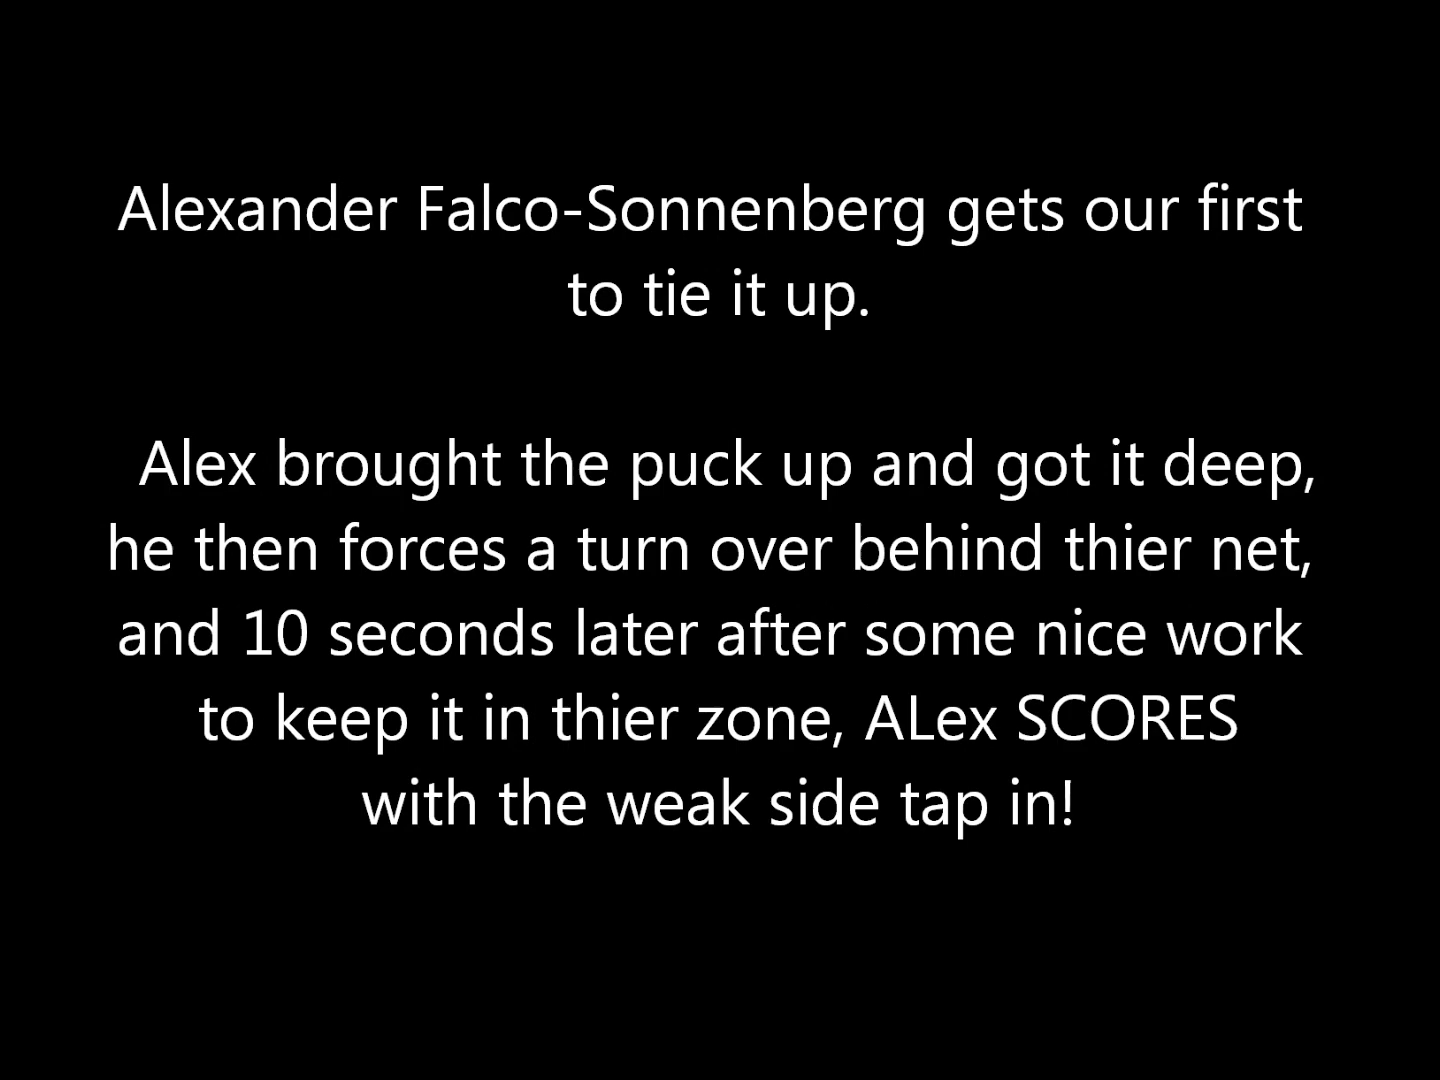 Alexander Falco-Sonnenberg gets our first
to tie it up.
Alex brought the puck up and got it deep,
he then forces a turn over behind thier net,
and 10 seconds later after some nice work
to keep it in thier zone, ALex SCORES
with the weak side tap in!